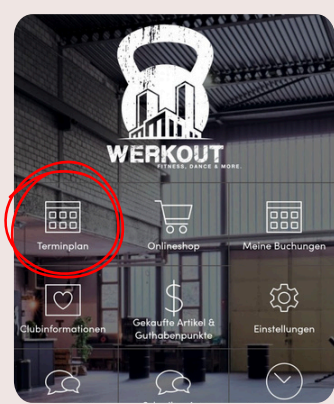 WERKOUT
FITNESS, DANCE & MORE.
Terminplan
Onlineshop
Meine Buchungen
Clubinformationen
Gekaufte Artikel &
Guthabenpunkte
Einstellungen